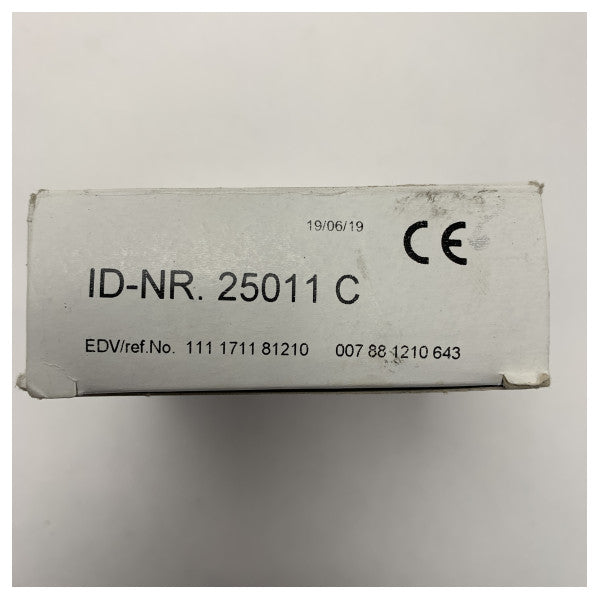 19/06/19 CE
ID-NR. 25011 C
EDV/ref.No. 111 1711 81210 007 88 1210 643